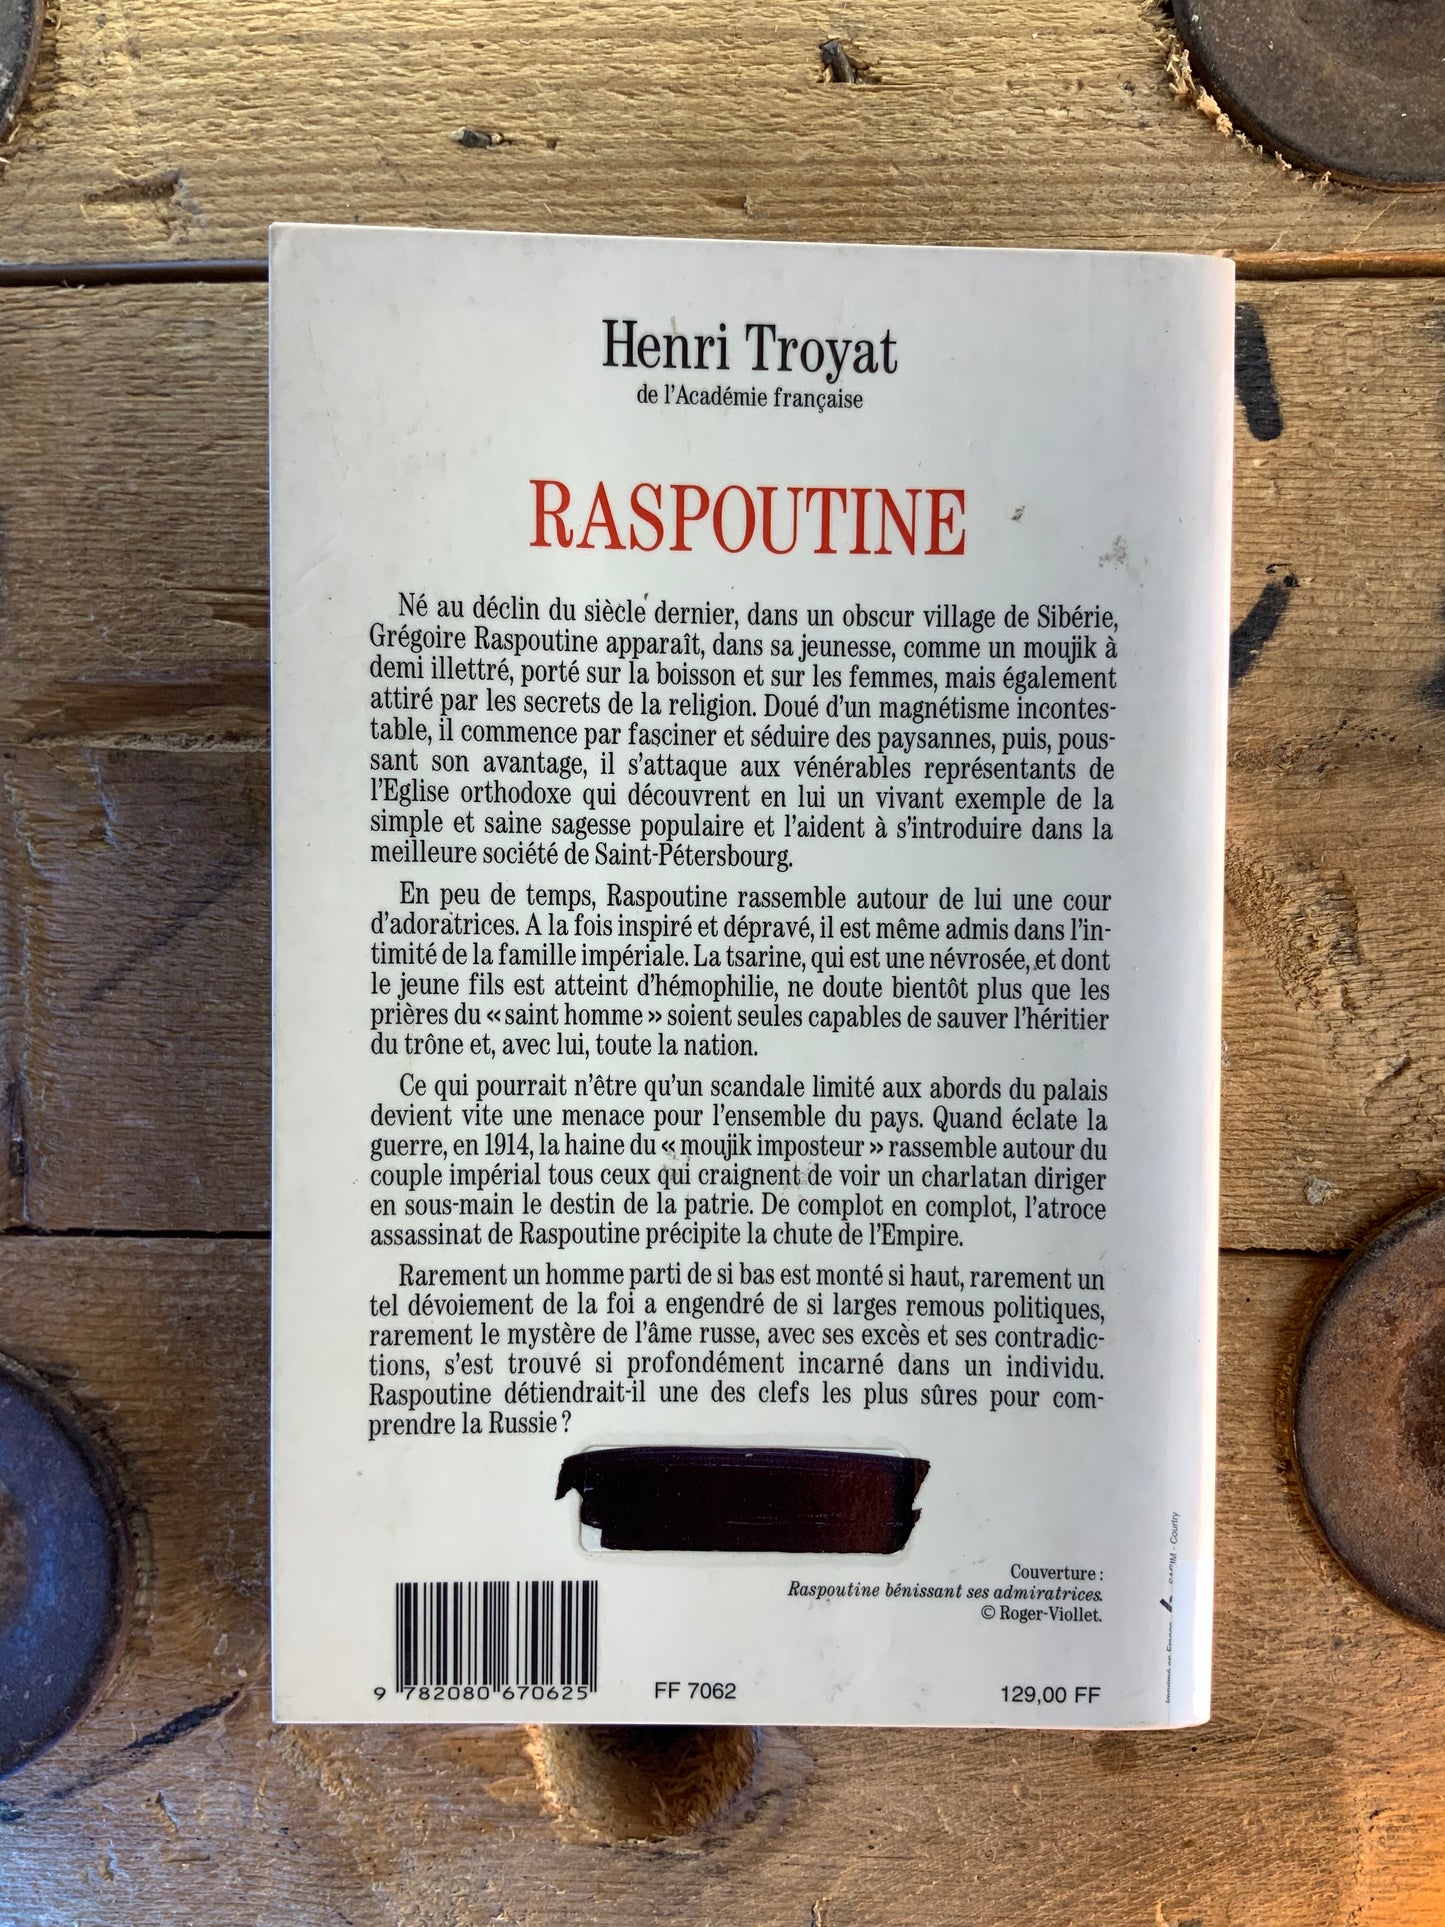 Henri Troyat
de l'Académie française
RASPOUTINE
Né au déclin du siècle dernier, dans un obscur village de Sibérie,
Grégoire Raspoutine apparaît, dans sa jeunesse, comme un moujik à
demi illettré, porté sur la boisson et sur les femmes, mais également
attiré par les secrets de la religion. Doué d'un magnétisme incontes-
table, il commence par fasciner et séduire des paysannes, puis, pous-
sant son avantage, il s'attaque aux vénérables représentants de
l'Eglise orthodoxe qui découvrent en lui un vivant exemple de la
simple et saine sagesse populaire et l'aident à s'introduire dans la
meilleure société de Saint-Pétersbourg.
En peu de temps, Raspoutine rassemble autour de lui une cour
d'adoratrices. A la fois inspiré et dépravé, il est même admis dans l'in-
timité de la famille impériale. La tsarine, qui est une névrosée, et dont
le jeune fils est atteint d'hémophilie, ne doute bientôt plus que les
prières du « saint homme » soient seules capables de sauver l'héritier
du trône et, avec lui, toute la nation.
Ce qui pourrait n'être qu'un scandale limité aux abords du palais
devient vite une menace pour l'ensemble du pays. Quand éclate la
guerre, en 1914, la haine du « moujik imposteur » rassemble autour du
couple impérial tous ceux qui craignent de voir un charlatan diriger
en sous-main le destin de la patrie. De complot en complot, l'atroce
assassinat de Raspoutine précipite la chute de l'Empire.
Rarement un homme parti de si bas est monté si haut, rarement un
tel dévoiement de la foi a engendré de si larges remous politiques,
rarement le mystère de l'âme russe, avec ses excès et ses contradic-
tions, s'est trouvé si profondément incarné dans un individu.
Raspoutine détiendrait-il une des clefs les plus sûres pour com-
prendre la Russie ?
Couverture :
Raspoutine bénissant ses admiratrices.
© Roger-Viollet.
9 782080 670625
FF 7062
129,00 FF
Courtry